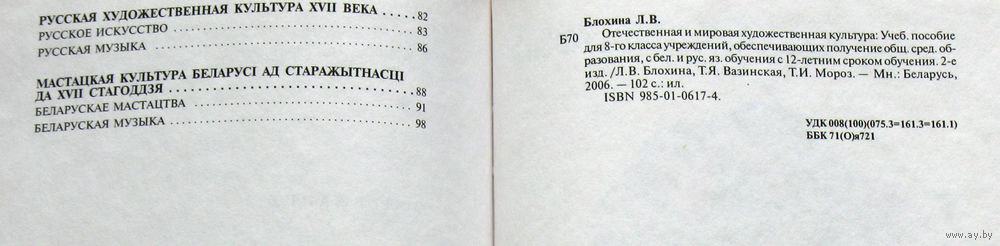 РУССКАЯ ХУДОЖЕСТВЕННАЯ КУЛЬТУРА XVII ВЕКА 82
РУССКОЕ ИСКУССТВО 83
РУССКАЯ МУЗЫКА 86
МАСТАЦКАЯ КУЛЬТУРА БЕЛАРУСІ АД СТАРАЖЫТНАСЦІ
ДА XVII СТАГОДДЗЯ 88
БЕЛАРУСКАЕ МАСТАЦТВА 91
БЕЛАРУСКАЯ МУЗЫКА 98
Блохина Л.В.
Б70 Отечественная и мировая художественная культура: Учеб. пособие
для 8-го класса учреждений, обеспечивающих получение общ. сред. об-
разования, с бел. и рус. яз. обучения с 12-летним сроком обучения. 2-е
изд. /Л.В. Блохина, Т.Я. Вазинская, Т.И. Мороз. — Мн.: Беларусь,
2006. — 102 с.: ил.
ISBN 985-01-0617-4.
УДК 008(100)(075.3=161.3=161.1)
ББК 71(О)я721
© www.ay.by